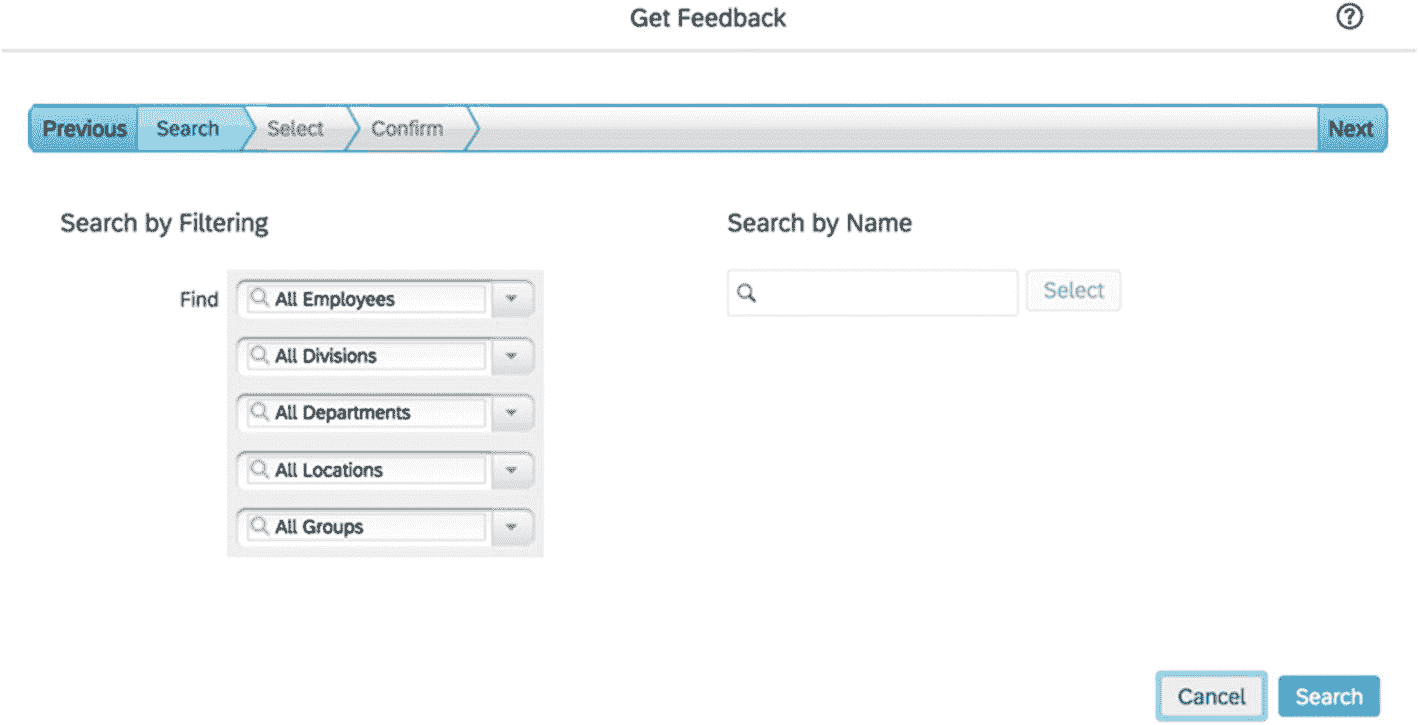 Get Feedback
Previous Search Select Confirm Next
Search by Filtering
Find All Employees
All Divisions
All Departments
All Locations
All Groups
Search by Name
Select
Cancel Search